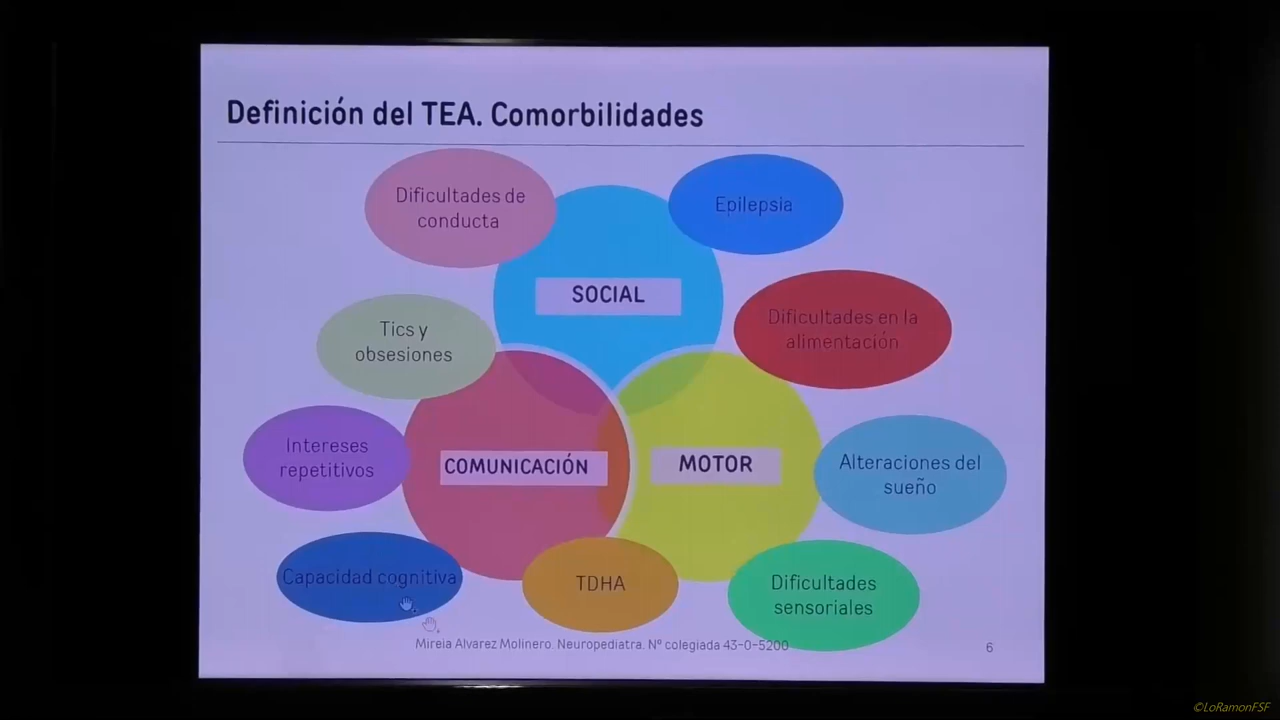 Definición del TEA. Comorbilidades
Dificultades de
conducta
Epilepsia
SOCIAL
Dificultades en la
alimentación
Tics y
obsesiones
Intereses
repetitivos
COMUNICACIÓN
MOTOR
Alteraciones del
sueño
Capacidad cognitiva
TDHA
Dificultades
sensoriales
Mireia Alvarez Molinero. Neuropediatra. Nº colegiada 43-0-5200
6
©LoRamonFSF